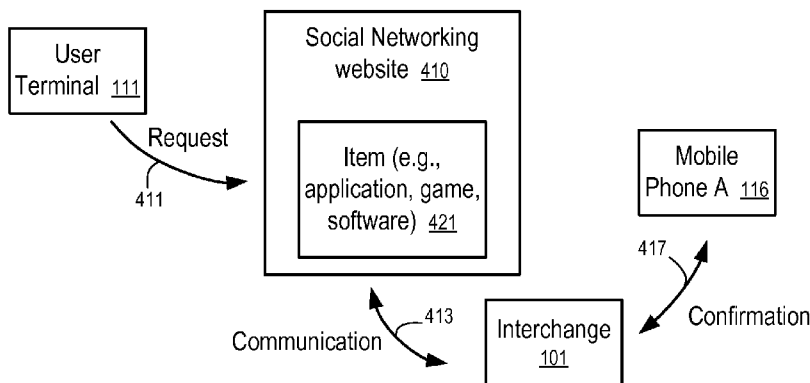 User
Terminal 111
Request
411
Social Networking
website 410
Item (e.g.,
application, game,
software) 421
Mobile
Phone A 116
417
Confirmation
413
Communication
Interchange
101